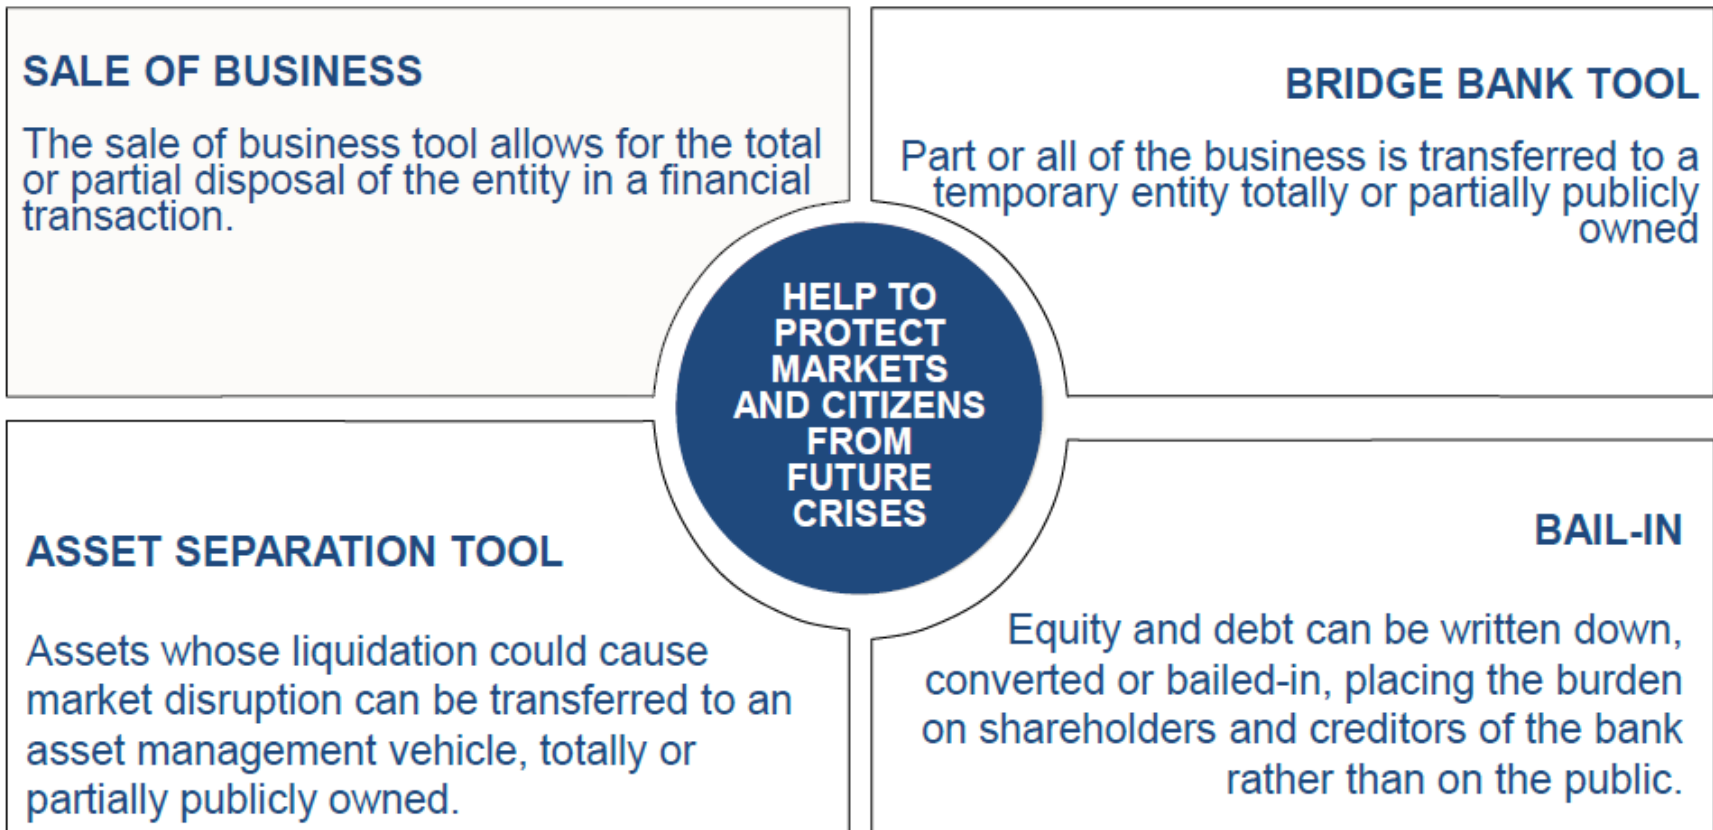 SALE OF BUSINESS
The sale of business tool allows for the total
or partial disposal of the entity in a financial
transaction.
BRIDGE BANK TOOL
Part or all of the business is transferred to a
temporary entity totally or partially publicly
owned
HELP TO
PROTECT
MARKETS
AND CITIZENS
FROM
FUTURE
CRISES
ASSET SEPARATION TOOL
Assets whose liquidation could cause
market disruption can be transferred to an
asset management vehicle, totally or
partially publicly owned.
BAIL-IN
Equity and debt can be written down,
converted or bailed-in, placing the burden
on shareholders and creditors of the bank
rather than on the public.